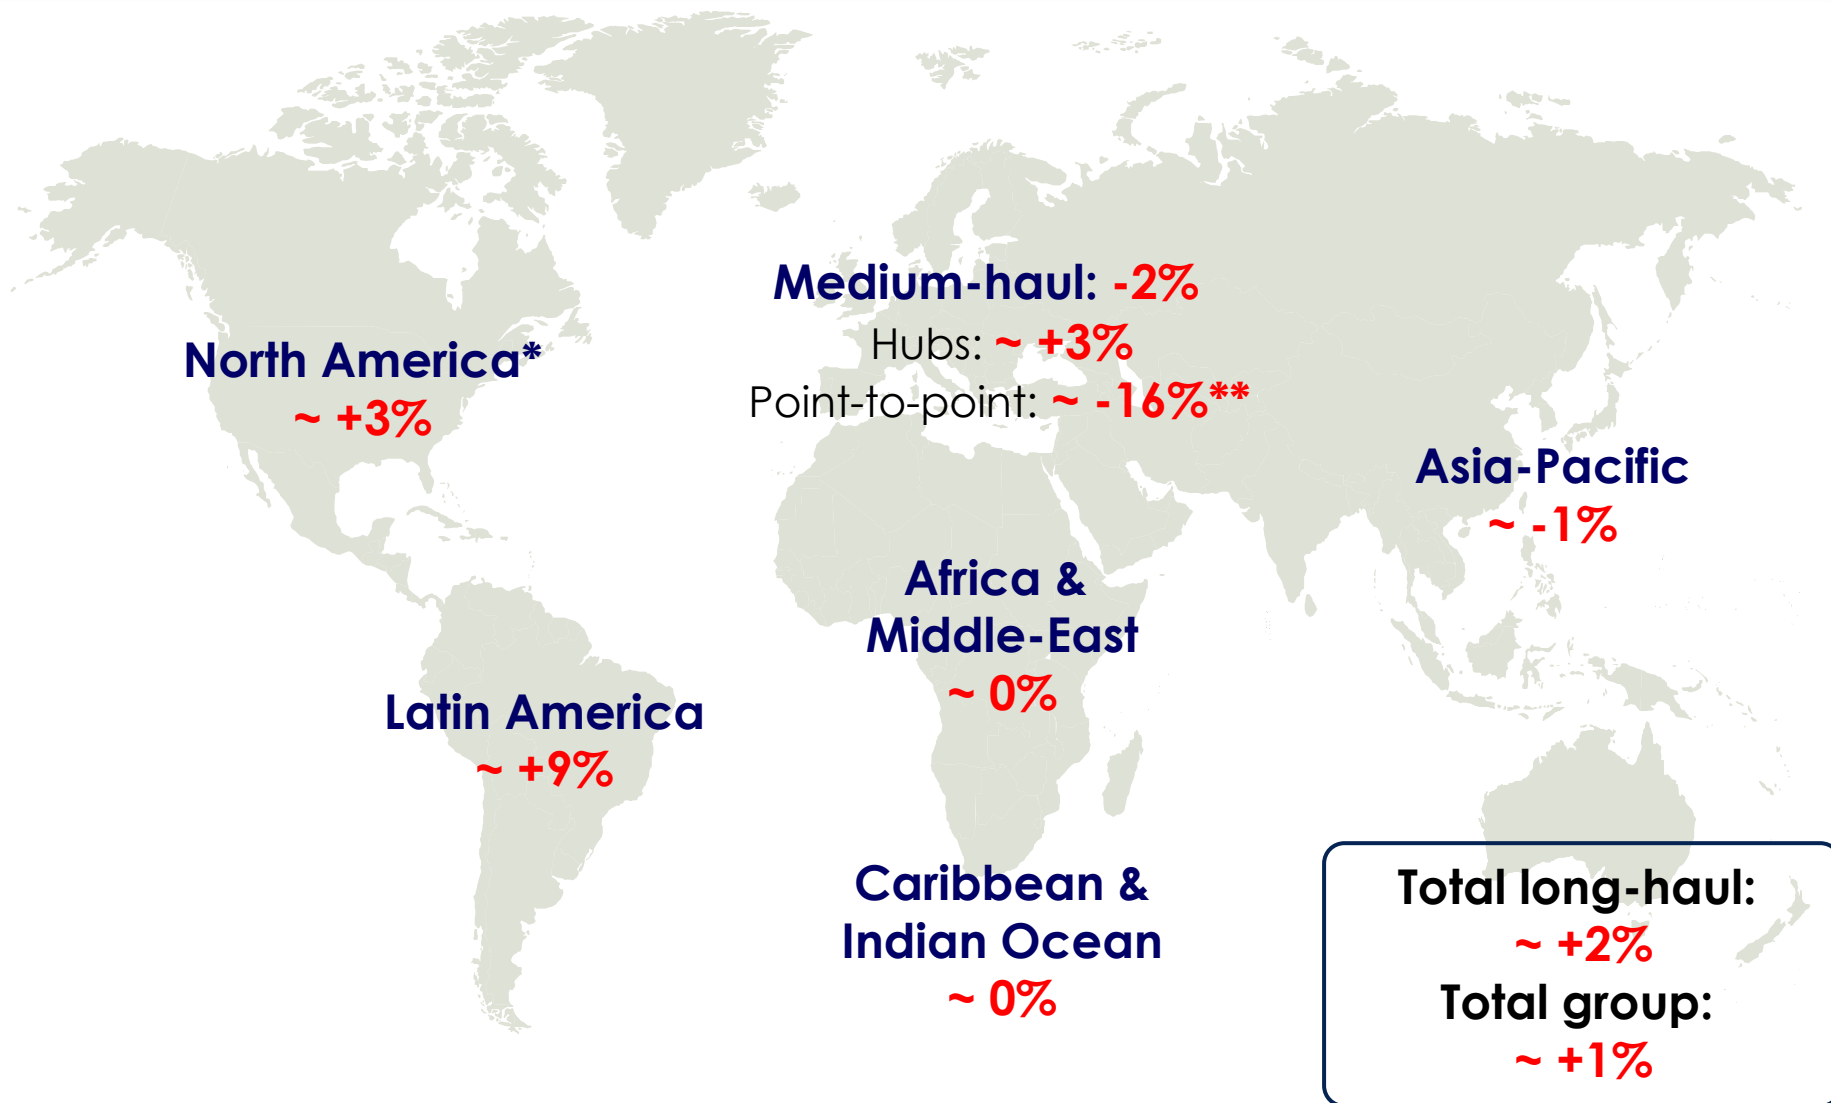 Medium-haul: -2%
Hubs: ~ +3%
Point-to-point: ~ -16%**
North America*
~ +3%
Asia-Pacific
~ -1%
Africa &
Middle-East
~ 0%
Latin America
~ +9%
Caribbean &
Indian Ocean
~ 0%
Total long-haul:
~ +2%
Total group:
~ +1%